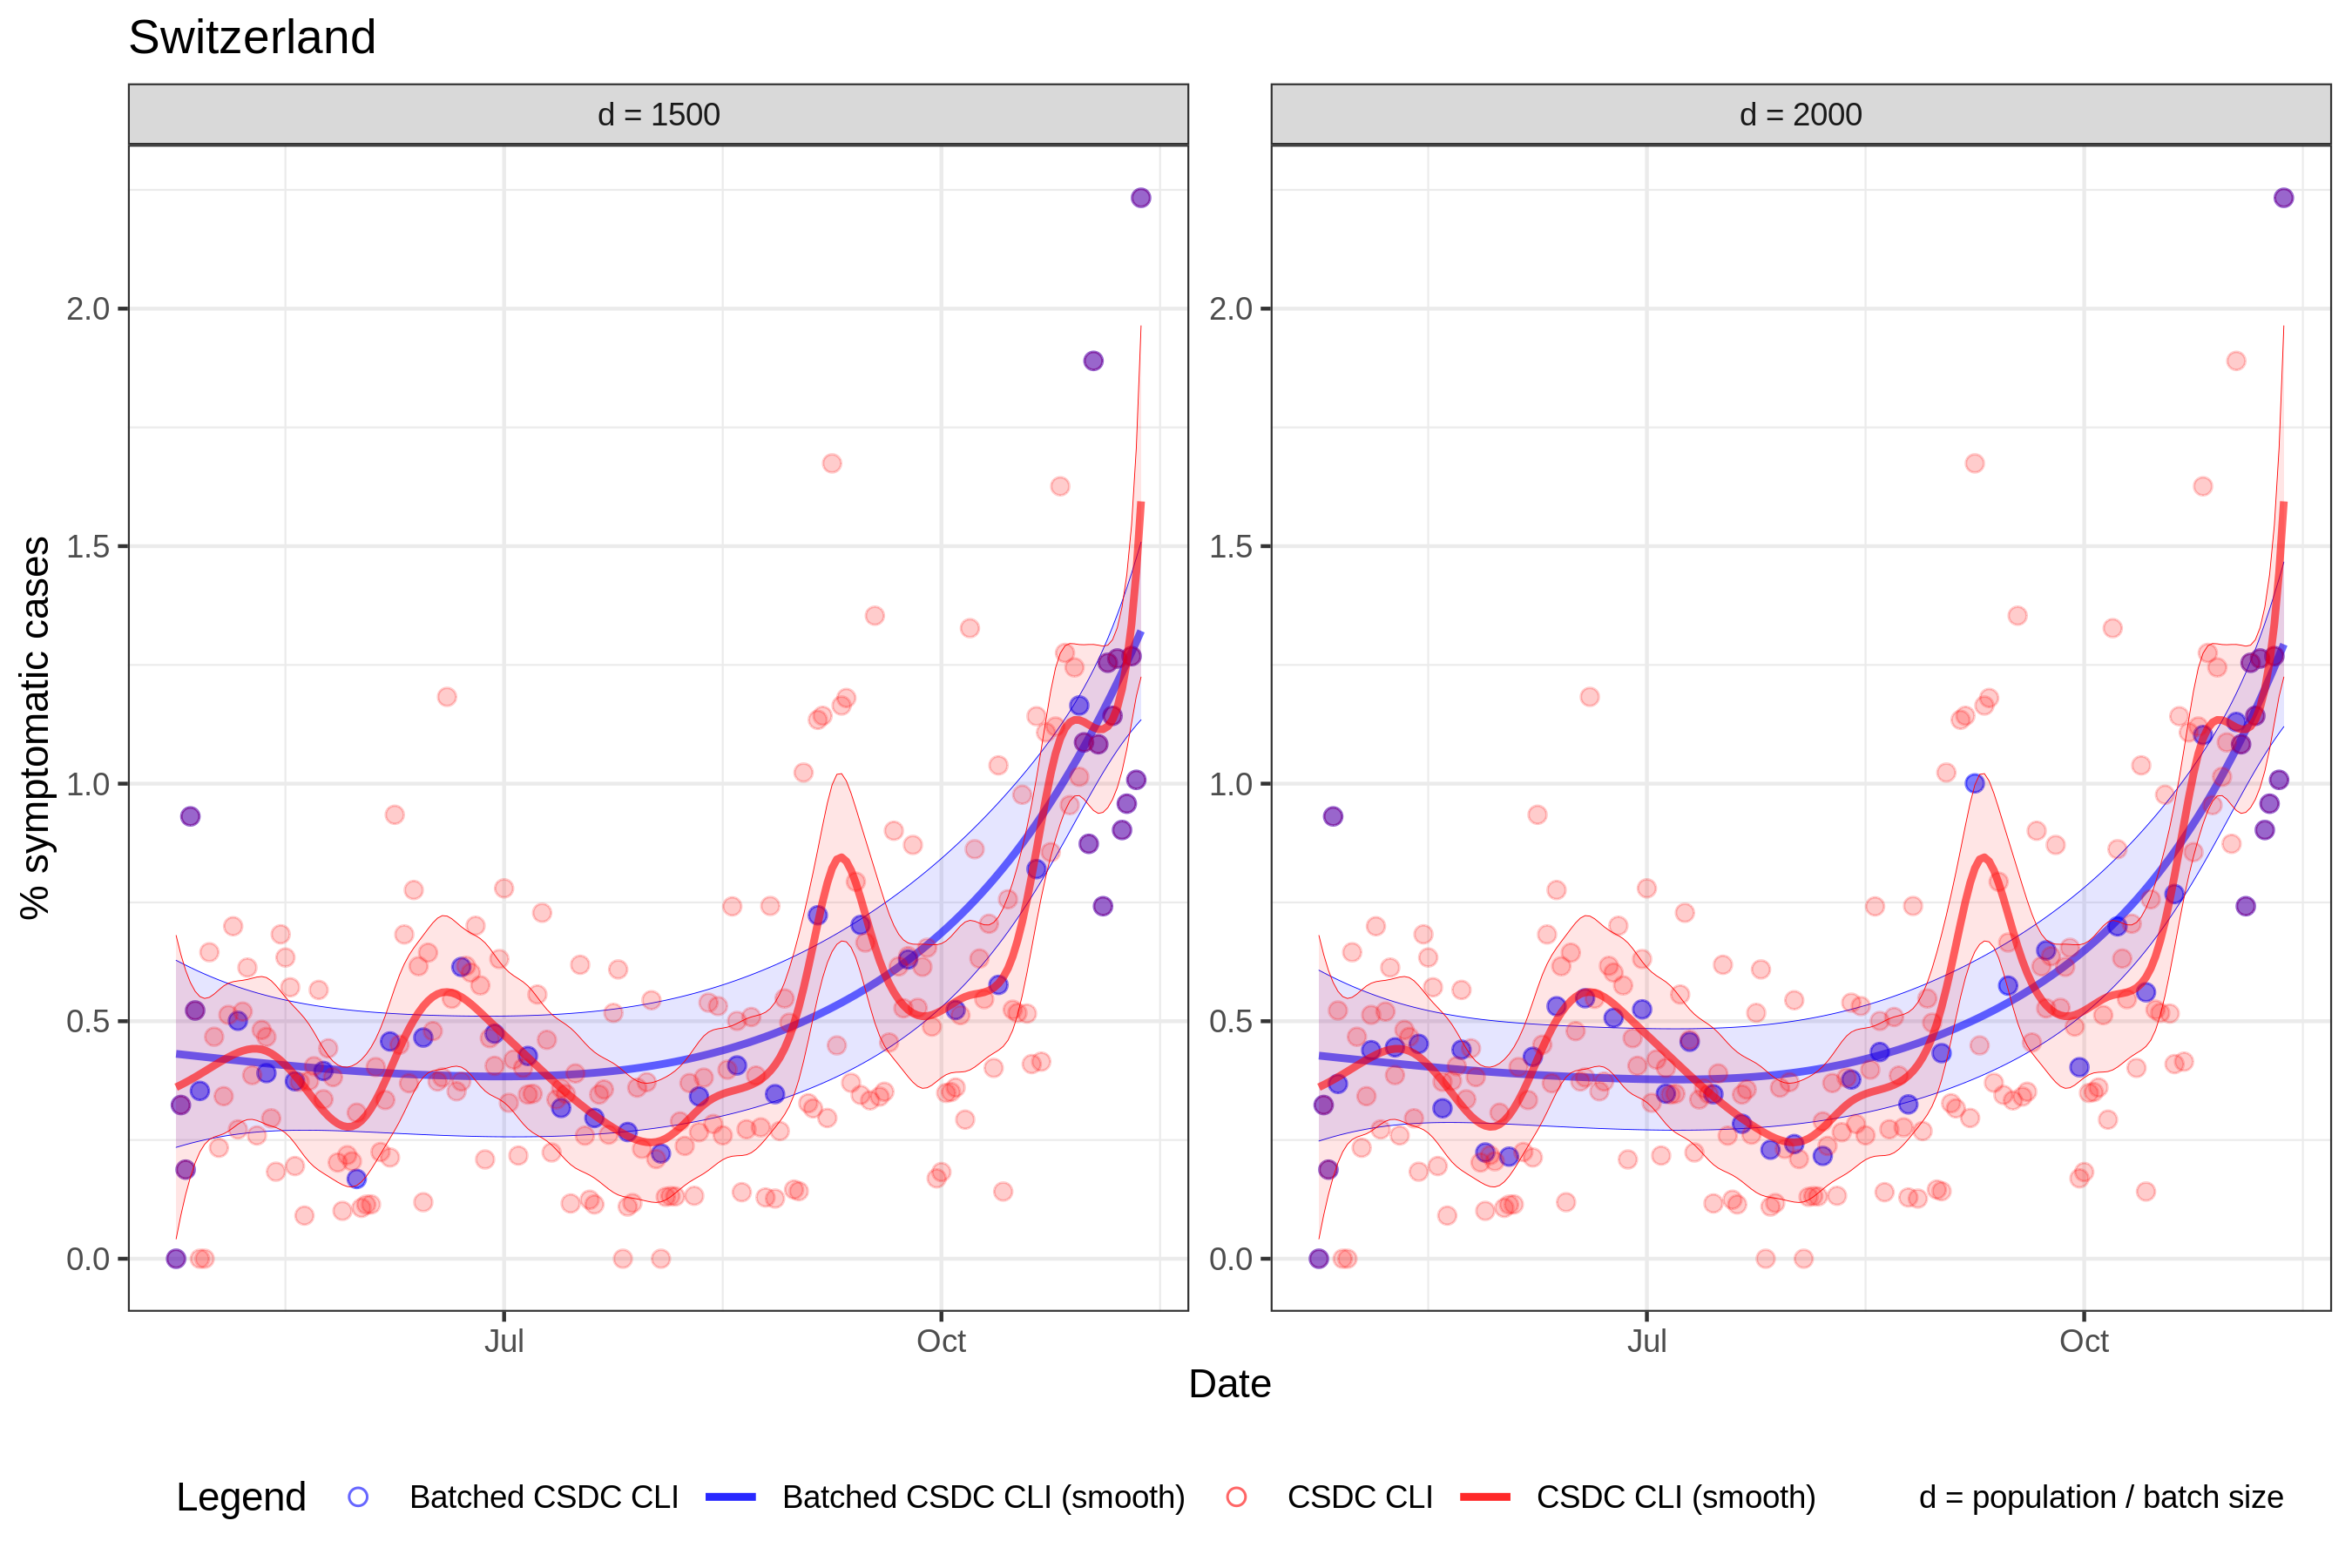 Switzerland
d = 1500
d = 2000
% symptomatic cases
2.0
1.5
1.0
0.5
0.0
2.0
1.5
1.0
0.5
0.0
Jul
Oct
Jul
Oct
Date
Legend Batched CSDC CLI Batched CSDC CLI (smooth) CSDC CLI CSDC CLI (smooth) d = population / batch size